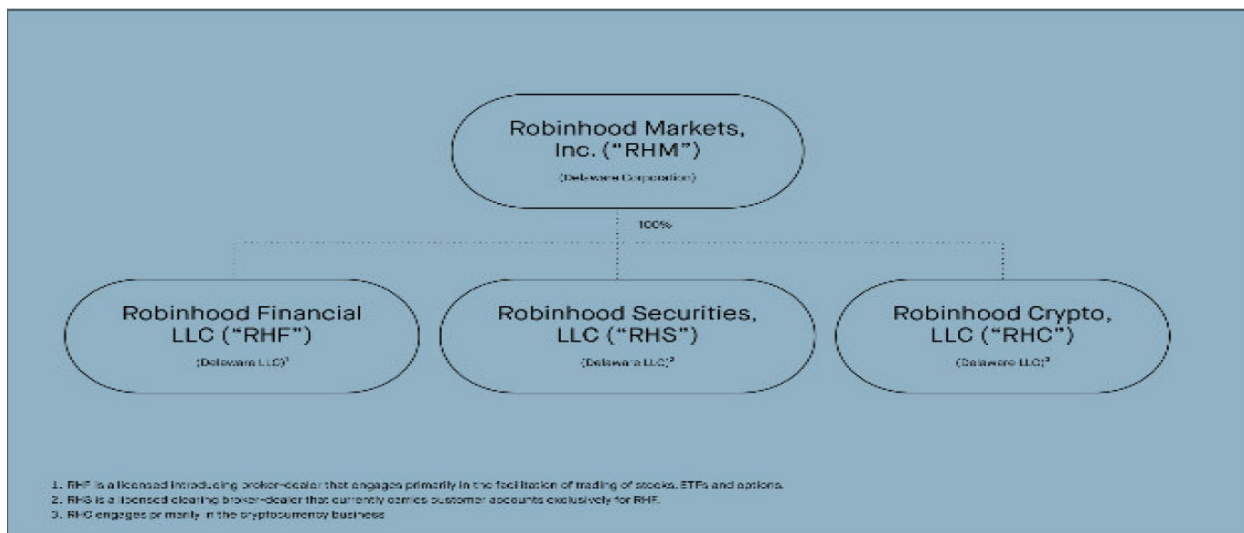 Robinhood Markets,
Inc. (“RHM”)
(Delaware Corporation)
100%
Robinhood Financial
LLC (“RHF”)
(Delaware LLC)¹
Robinhood Securities,
LLC (“RHS”)
(Delaware LLC)²
Robinhood Crypto,
LLC (“RHC”)
(Delaware LLC)³
1. RHF is a licensed introducing broker-dealer that engages primarily in the facilitation of trading of stocks, ETFs and options.
2. RHS is a licensed clearing broker-dealer that currently carries customer accounts exclusively for RHF.
3. RHC engages primarily in the cryptocurrency business